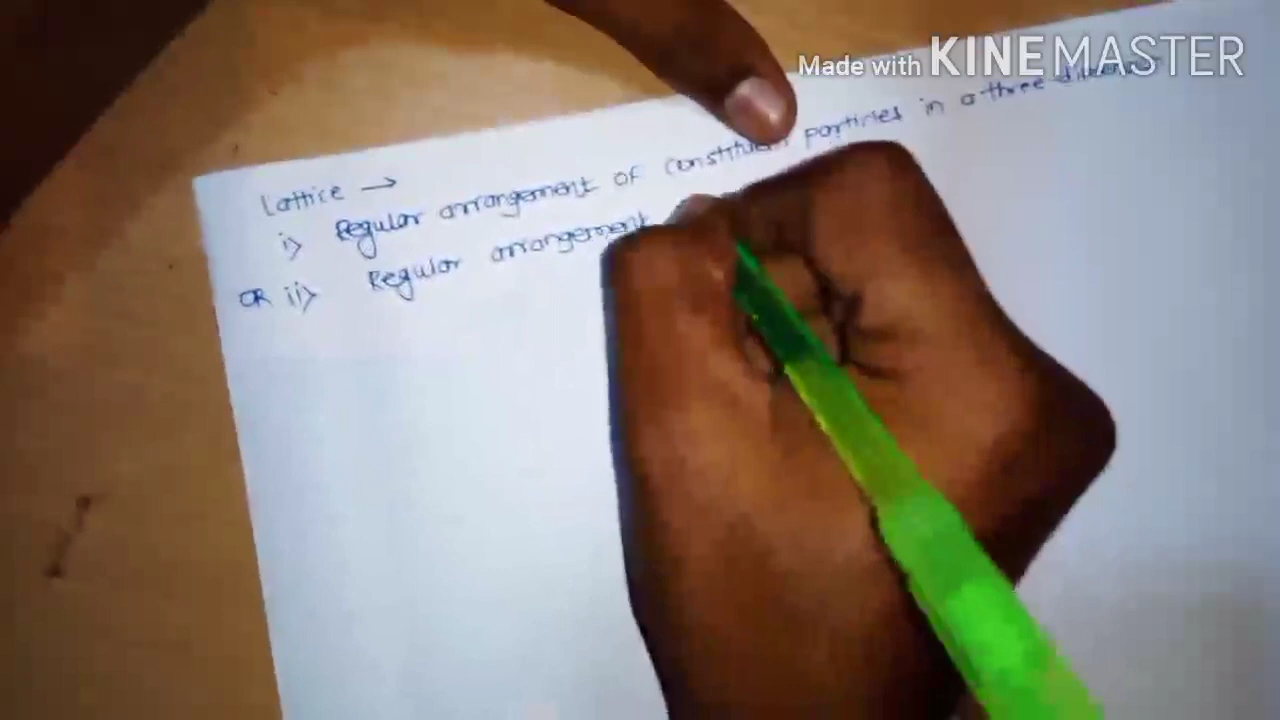 Made with KINEMASTER
Lattice →
i> Regular arrangement of constituent particles in a three
OR ii> Regular arrangement